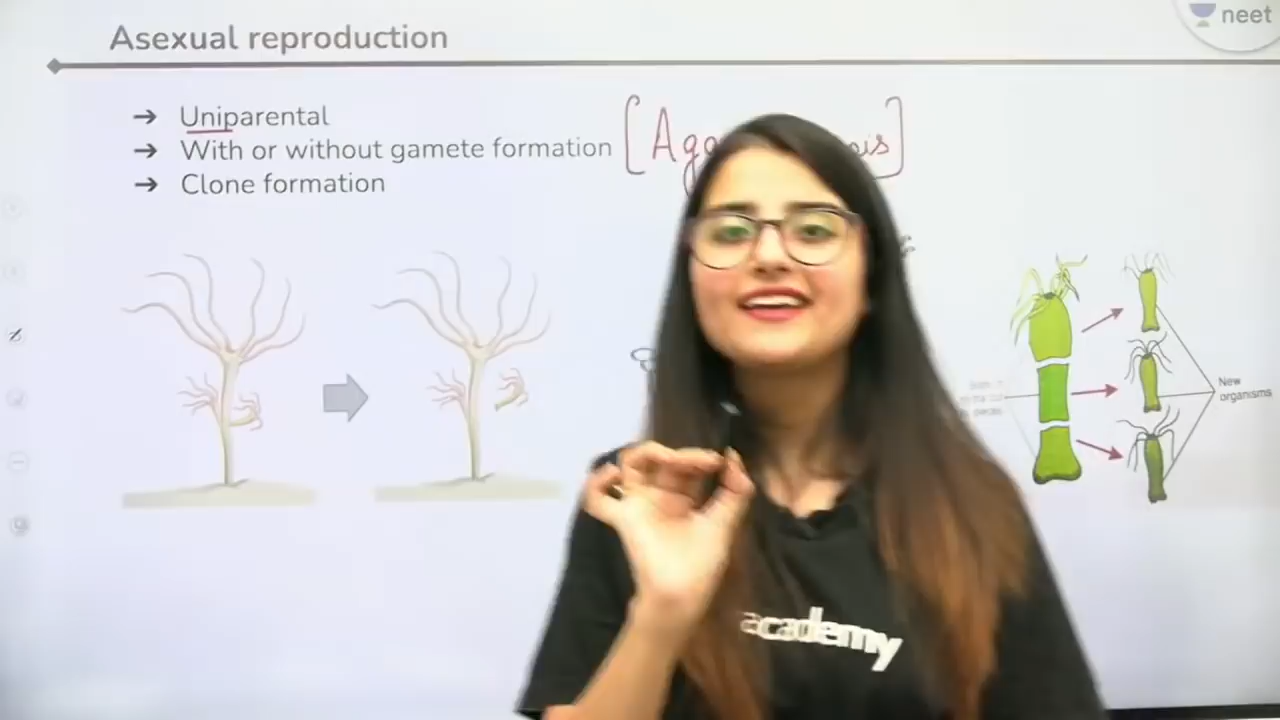 neet
Asexual reproduction
→ Uniparental
→ With or without gamete formation
→ Clone formation
New
organisms
academy